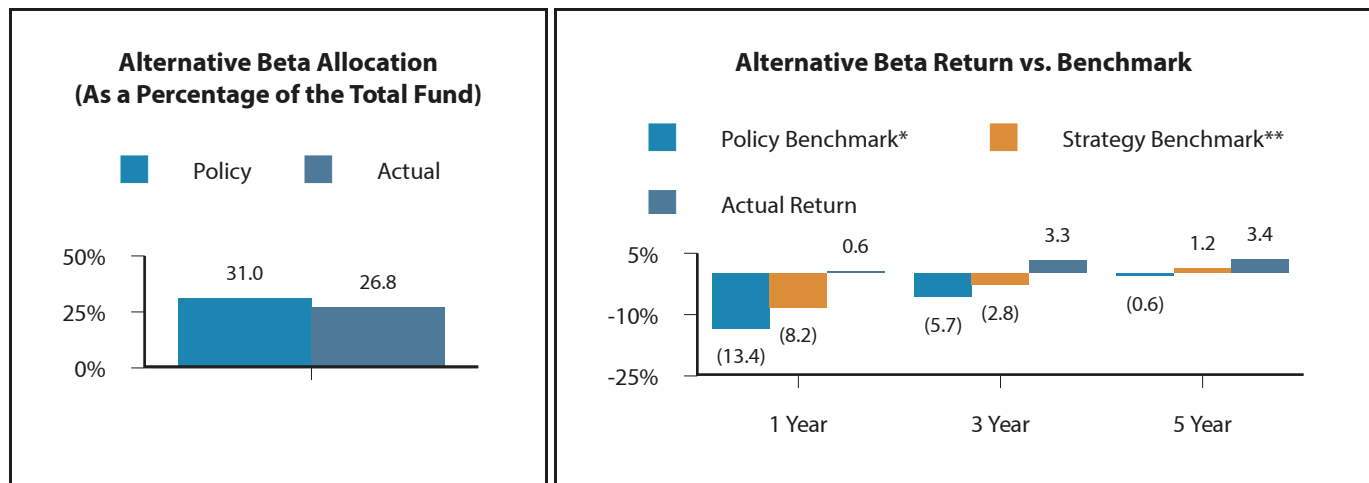 Alternative Beta Allocation
(As a Percentage of the Total Fund)
Policy Actual
50%
25%
0%
31.0 26.8
Alternative Beta Return vs. Benchmark
Policy Benchmark* Strategy Benchmark**
Actual Return
5%
-10%
-25%
(13.4) (8.2) 0.6
(5.7) (2.8) 3.3
(0.6) 1.2 3.4
1 Year 3 Year 5 Year